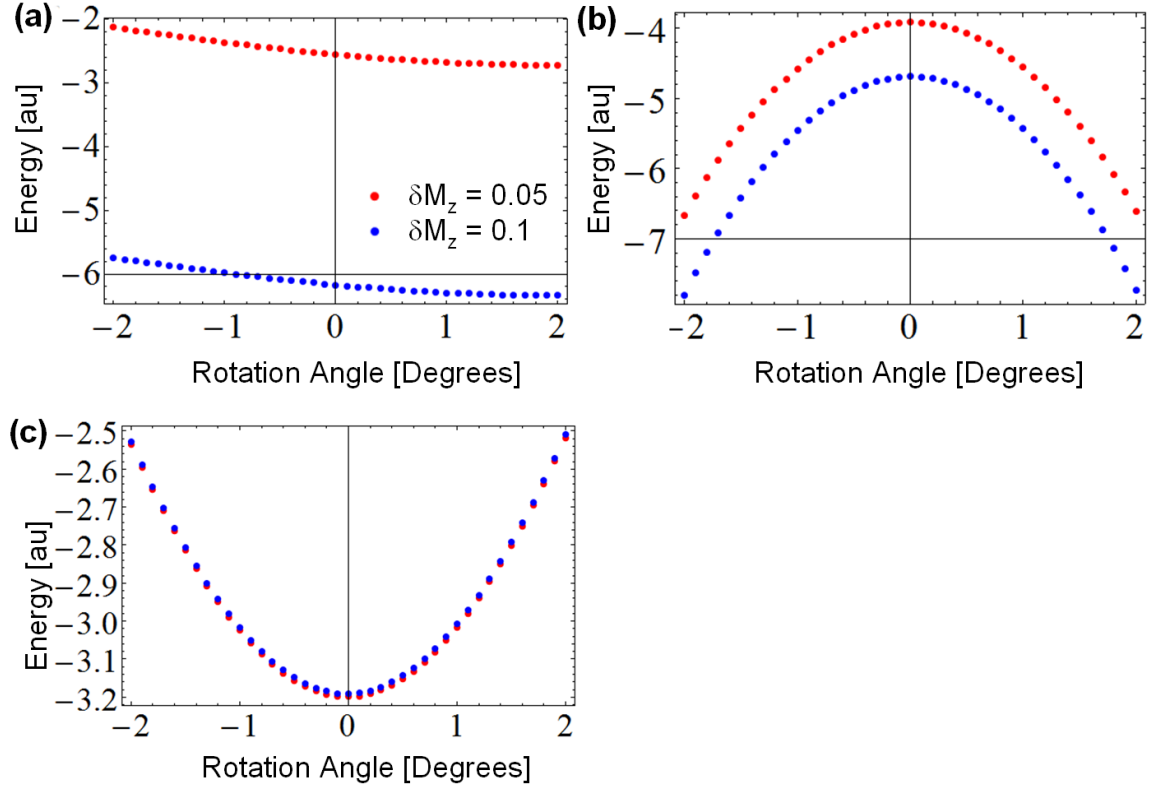 (a)
−2
−3
−4
−5
−6
Energy [au]
δMz = 0.05
δMz = 0.1
−2 −1 0 1 2
Rotation Angle [Degrees]
(b)
−4
−5
−6
−7
Energy [au]
−2 −1 0 1 2
Rotation Angle [Degrees]
(c)
−2.5
−2.6
−2.7
−2.8
−2.9
−3.0
−3.1
−3.2
Energy [au]
−2 −1 0 1 2
Rotation Angle [Degrees]